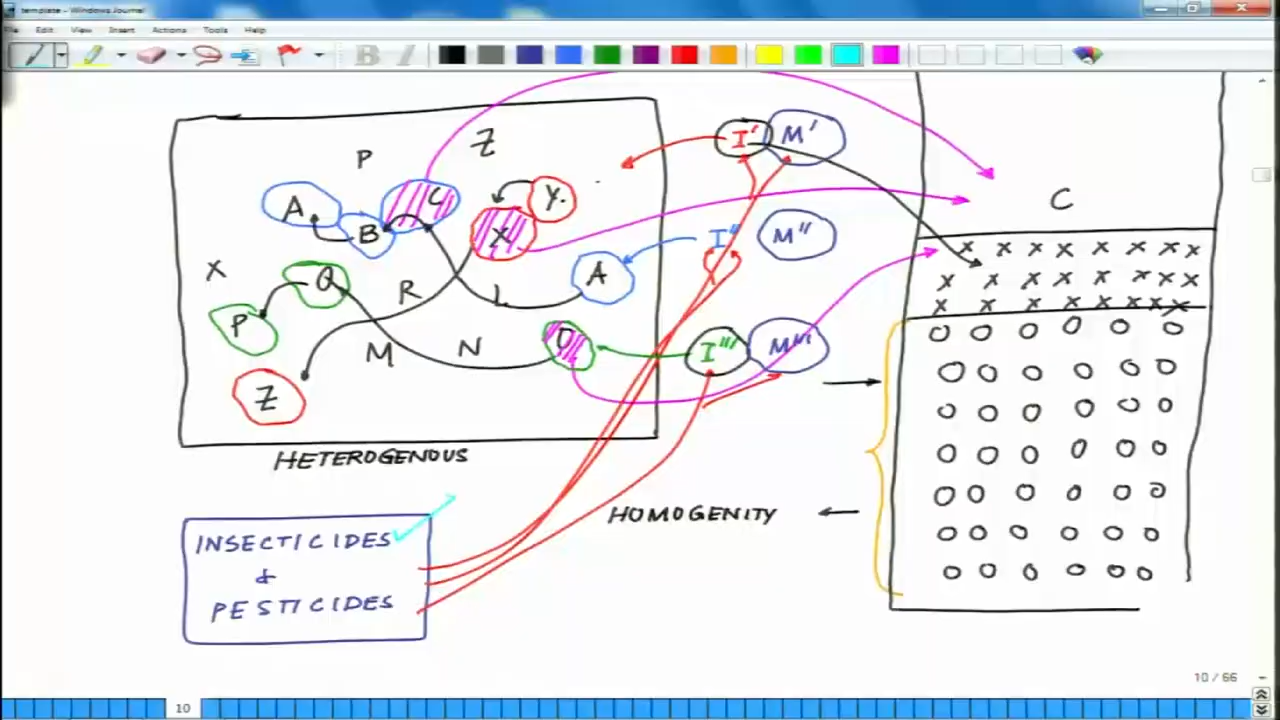 template - Windows Journal
File Edit View Insert Actions Tools Help
B I
P Z
A B C X Y.
X Q R L A
P M N O
Z
HETEROGENOUS
I' M'
I" M"
I''' M'''
INSECTICIDES
&
PESTICIDES
HOMOGENITY
C
x x x x x x x x
x x x x x x x
x x x x x x x x
O O O O O O
O O O O O O
O O O O O O
O O O O O O
O O O O O O
O O O O O O
O O O O O O
10 / 66
10